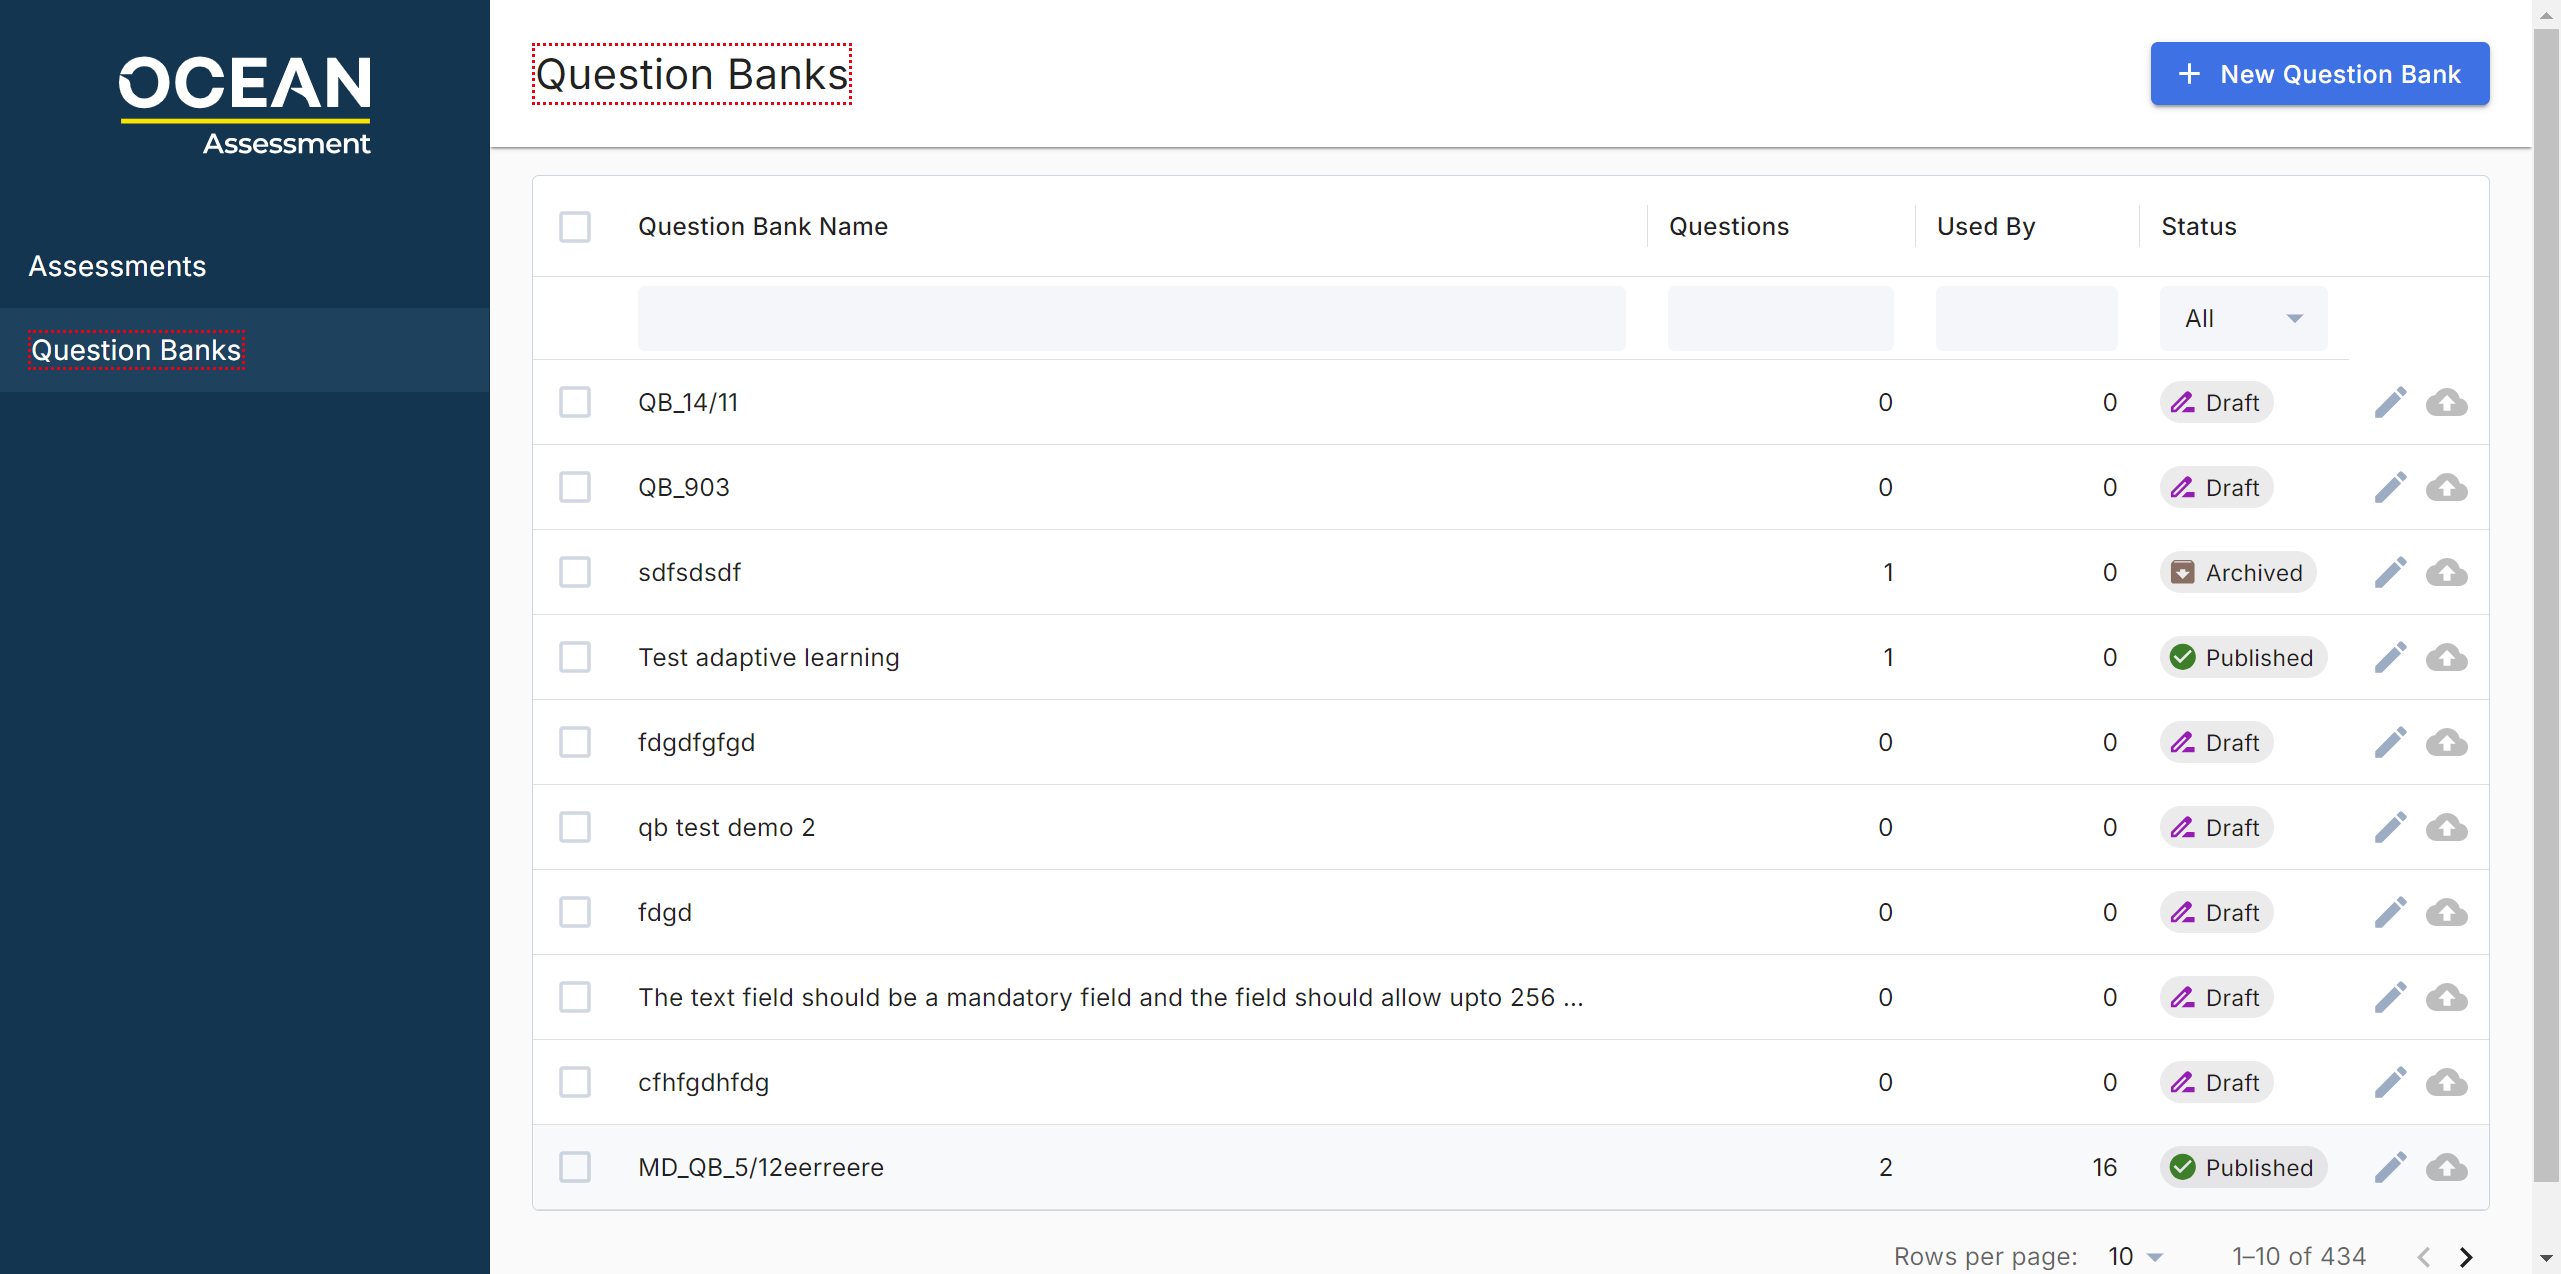 OCEAN
Assessment
Assessments
Question Banks
Question Banks
New Question Bank
Question Bank Name Questions Used By Status
All
QB_14/11 0 0 Draft
QB_903 0 0 Draft
sdfsdsdf 1 0 Archived
Test adaptive learning 1 0 Published
fdgdfgfgd 0 0 Draft
qb test demo 2 0 0 Draft
fdgd 0 0 Draft
The text field should be a mandatory field and the field should allow upto 256 ... 0 0 Draft
cfhfgdhfdg 0 0 Draft
MD_QB_5/12eerreere 2 16 Published
Rows per page: 10 1–10 of 434